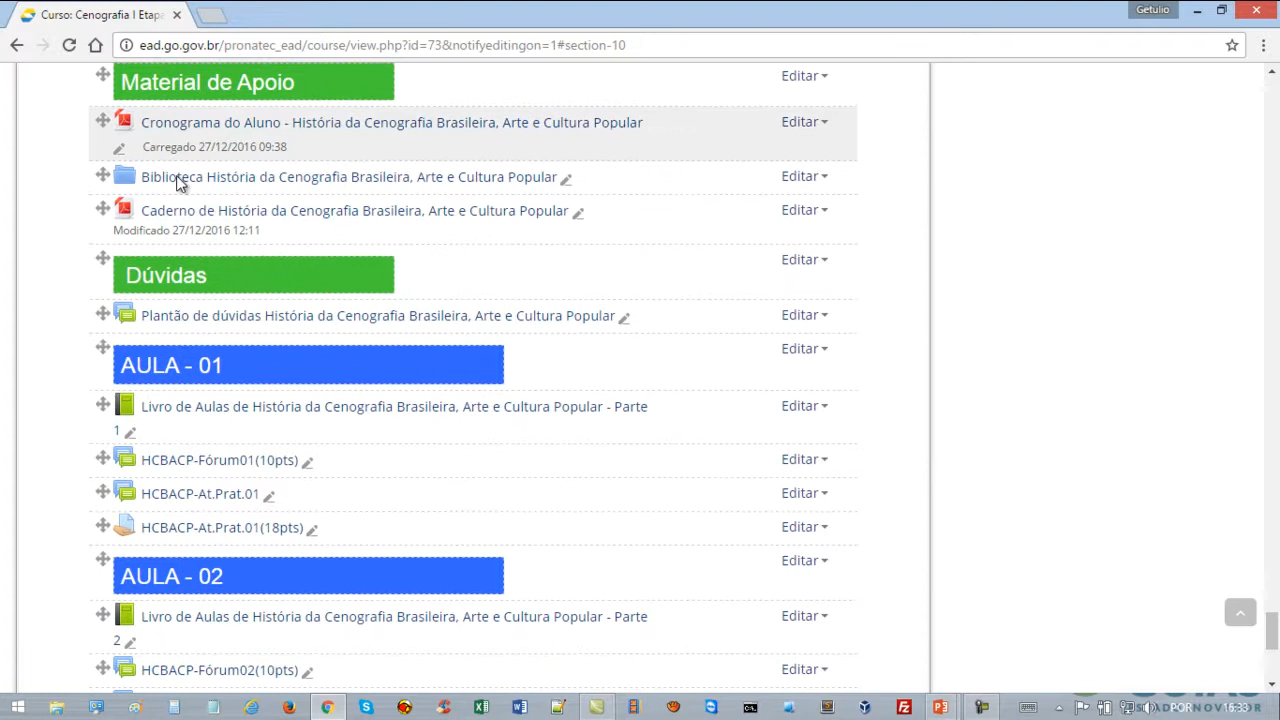 Curso: Cenografia I Etapa
Getulio
ead.go.gov.br/pronatec_ead/course/view.php?id=73&notifyeditingon=1#section-10
Material de Apoio
Editar
Cronograma do Aluno - História da Cenografia Brasileira, Arte e Cultura Popular
Editar
Carregado 27/12/2016 09:38
Biblioteca História da Cenografia Brasileira, Arte e Cultura Popular
Editar
Caderno de História da Cenografia Brasileira, Arte e Cultura Popular
Editar
Modificado 27/12/2016 12:11
Dúvidas
Editar
Plantão de dúvidas História da Cenografia Brasileira, Arte e Cultura Popular
Editar
AULA - 01
Editar
Livro de Aulas de História da Cenografia Brasileira, Arte e Cultura Popular - Parte
1
Editar
HCBACP-Fórum01(10pts)
Editar
HCBACP-At.Prat.01
Editar
HCBACP-At.Prat.01(18pts)
Editar
AULA - 02
Editar
Livro de Aulas de História da Cenografia Brasileira, Arte e Cultura Popular - Parte
2
Editar
HCBACP-Fórum02(10pts)
Editar
POR 16:33